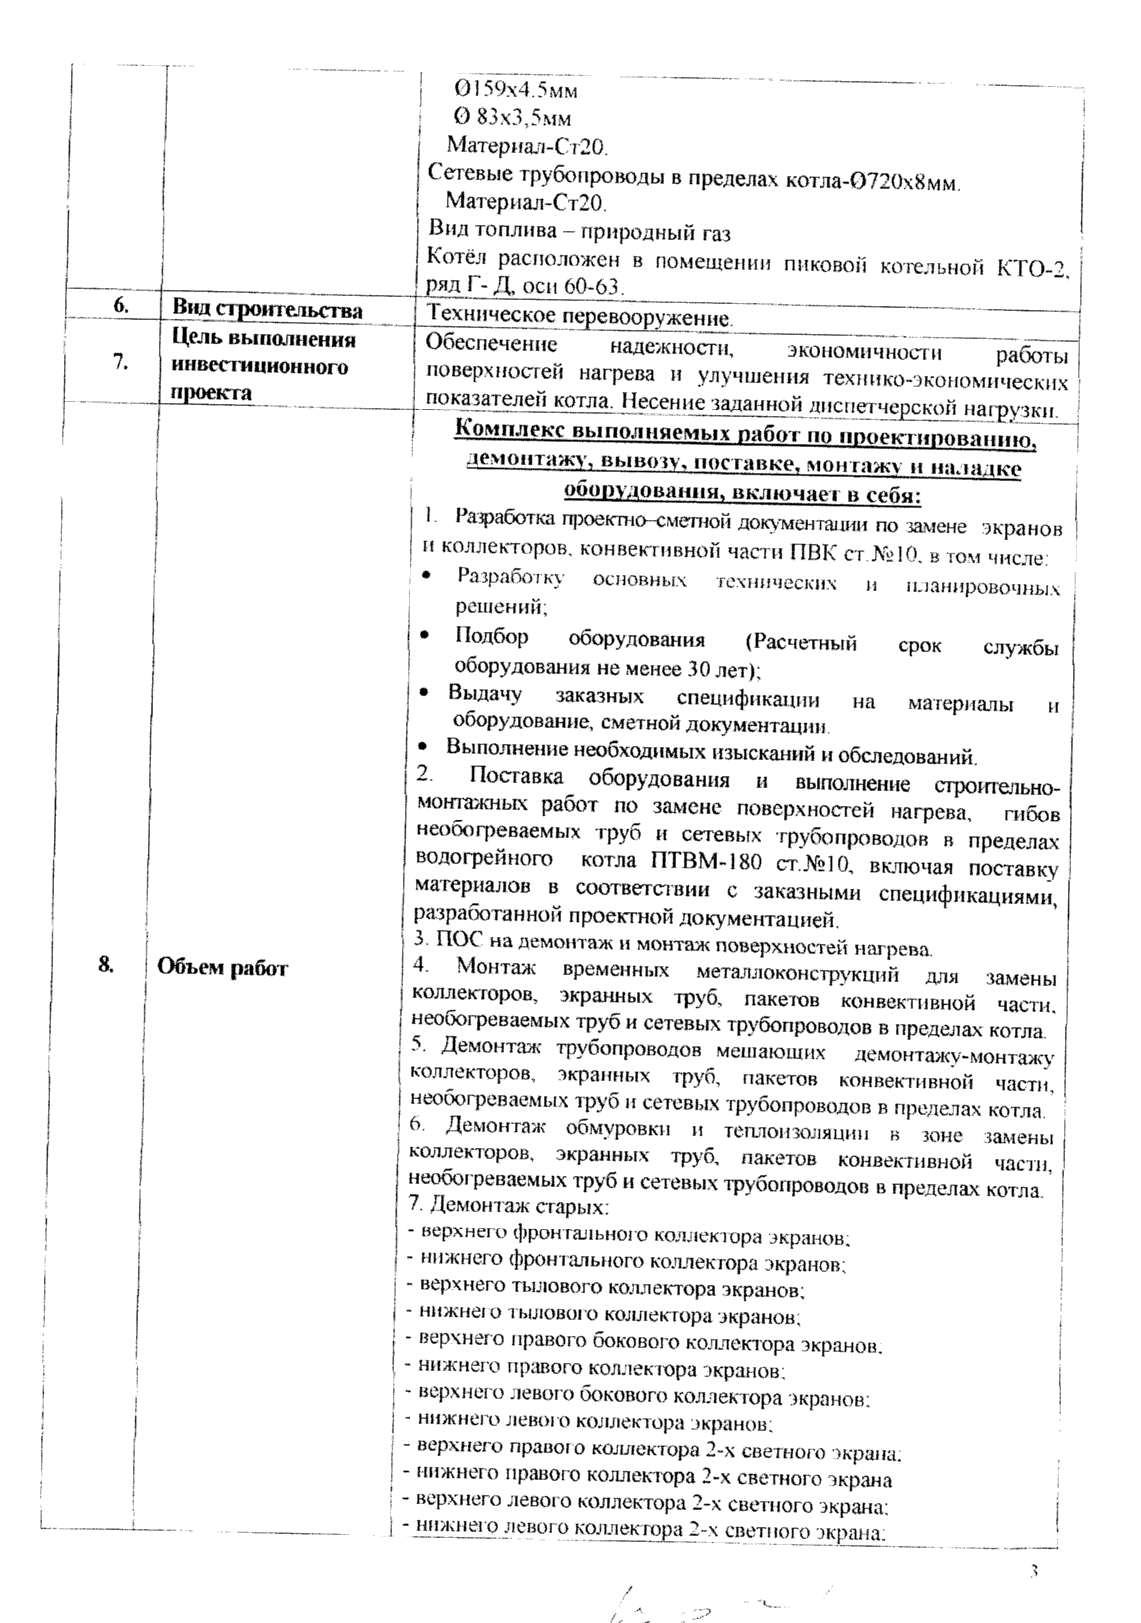 Ø159х4.5мм
Ø 83х3,5мм
Материал-Ст20.
Сетевые трубопроводы в пределах котла-Ø720х8мм.
Материал-Ст20.
Вид топлива – природный газ
Котёл расположен в помещении пиковой котельной КТО-2,
ряд Г- Д, оси 60-63.
6. Вид строительства Техническое перевооружение.
7. Цель выполнения
инвестиционного
проекта
Обеспечение надежности, экономичности работы
поверхностей нагрева и улучшения технико-экономических
показателей котла. Несение заданной диспетчерской нагрузки.
8. Объем работ
Комплекс выполняемых работ по проектированию,
демонтажу, вывозу, поставке, монтажу и наладке
оборудования, включает в себя:
1. Разработка проектно–сметной документации по замене экранов
и коллекторов, конвективной части ПВК ст.№10, в том числе:
• Разработку основных технических и планировочных
решений;
• Подбор оборудования (Расчетный срок службы
оборудования не менее 30 лет);
• Выдачу заказных спецификации на материалы и
оборудование, сметной документации.
• Выполнение необходимых изысканий и обследований.
2. Поставка оборудования и выполнение строительно-
монтажных работ по замене поверхностей нагрева, гибов
необогреваемых труб и сетевых трубопроводов в пределах
водогрейного котла ПТВМ-180 ст.№10, включая поставку
материалов в соответствии с заказными спецификациями,
разработанной проектной документацией.
3. ПОС на демонтаж и монтаж поверхностей нагрева.
4. Монтаж временных металлоконструкций для замены
коллекторов, экранных труб, пакетов конвективной части,
необогреваемых труб и сетевых трубопроводов в пределах котла.
5. Демонтаж трубопроводов мешающих демонтажу-монтажу
коллекторов, экранных труб, пакетов конвективной части,
необогреваемых труб и сетевых трубопроводов в пределах котла.
6. Демонтаж обмуровки и теплоизоляции в зоне замены
коллекторов, экранных труб, пакетов конвективной части,
необогреваемых труб и сетевых трубопроводов в пределах котла.
7. Демонтаж старых:
- верхнего фронтального коллектора экранов;
- нижнего фронтального коллектора экранов;
- верхнего тылового коллектора экранов;
- нижнего тылового коллектора экранов;
- верхнего правого бокового коллектора экранов.
- нижнего правого коллектора экранов;
- верхнего левого бокового коллектора экранов;
- нижнего левого коллектора экранов;
- верхнего правого коллектора 2-х светного экрана;
- нижнего правого коллектора 2-х светного экрана
- верхнего левого коллектора 2-х светного экрана;
- нижнего левого коллектора 2-х светного экрана;
3